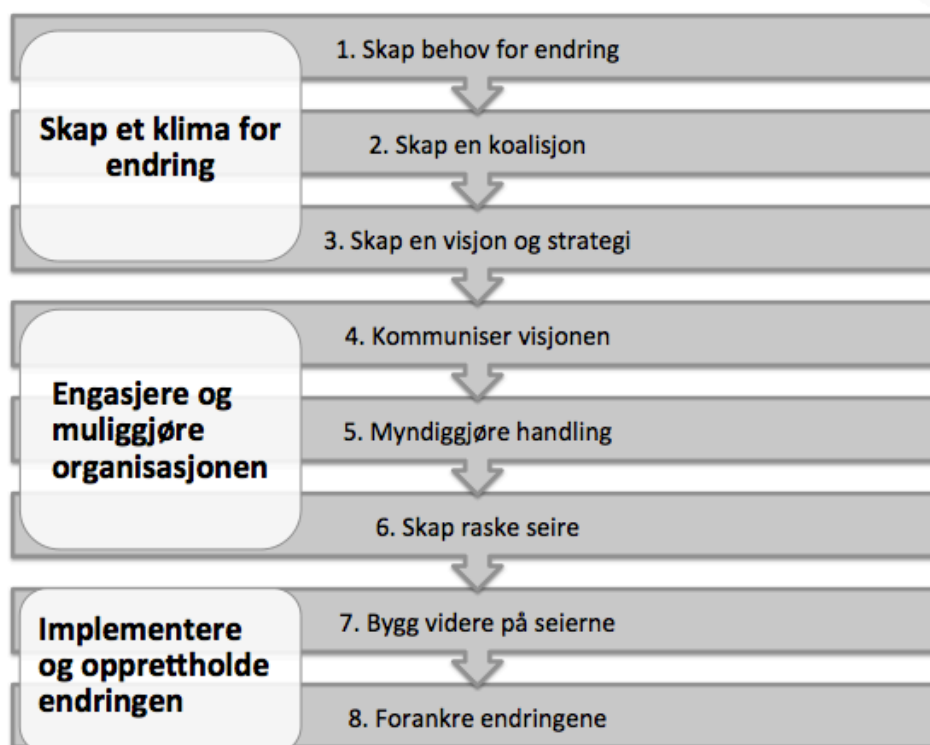 Skap et klima for
endring
1. Skap behov for endring
2. Skap en koalisjon
3. Skap en visjon og strategi
Engasjere og
muliggjøre
organisasjonen
4. Kommuniser visjonen
5. Myndiggjøre handling
6. Skap raske seire
Implementere
og opprettholde
endringen
7. Bygg videre på seierne
8. Forankre endringene